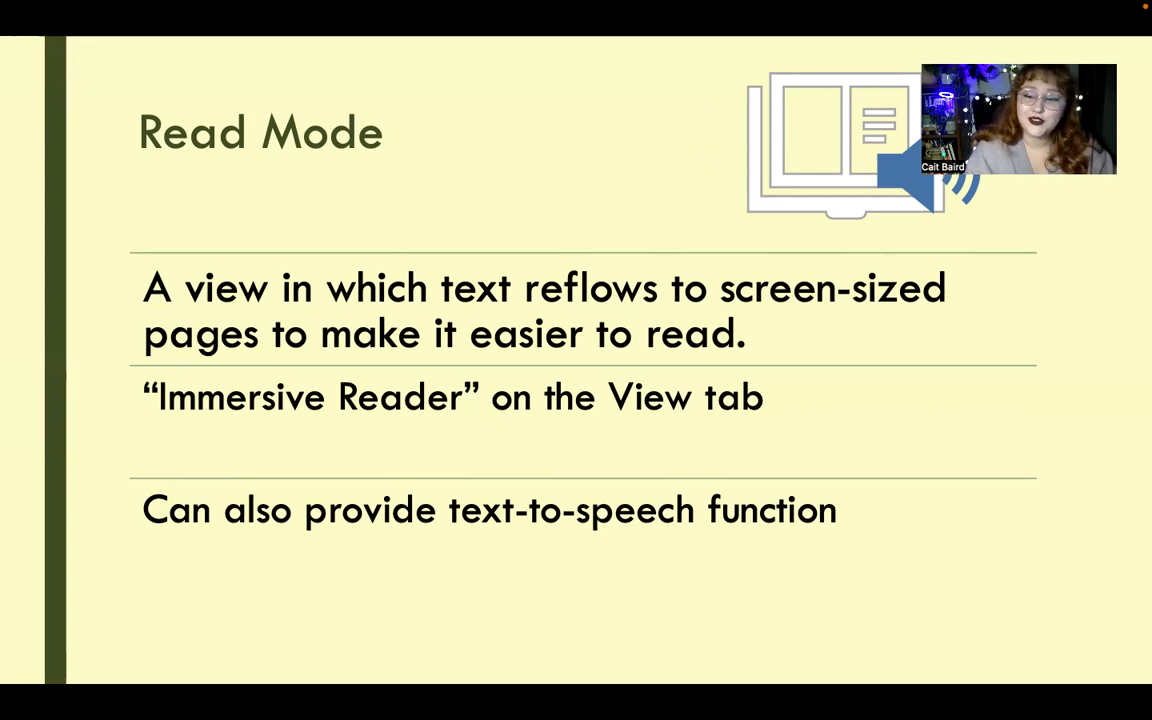 Read Mode
Cait Baird
A view in which text reflows to screen-sized
pages to make it easier to read.
“Immersive Reader” on the View tab
Can also provide text-to-speech function